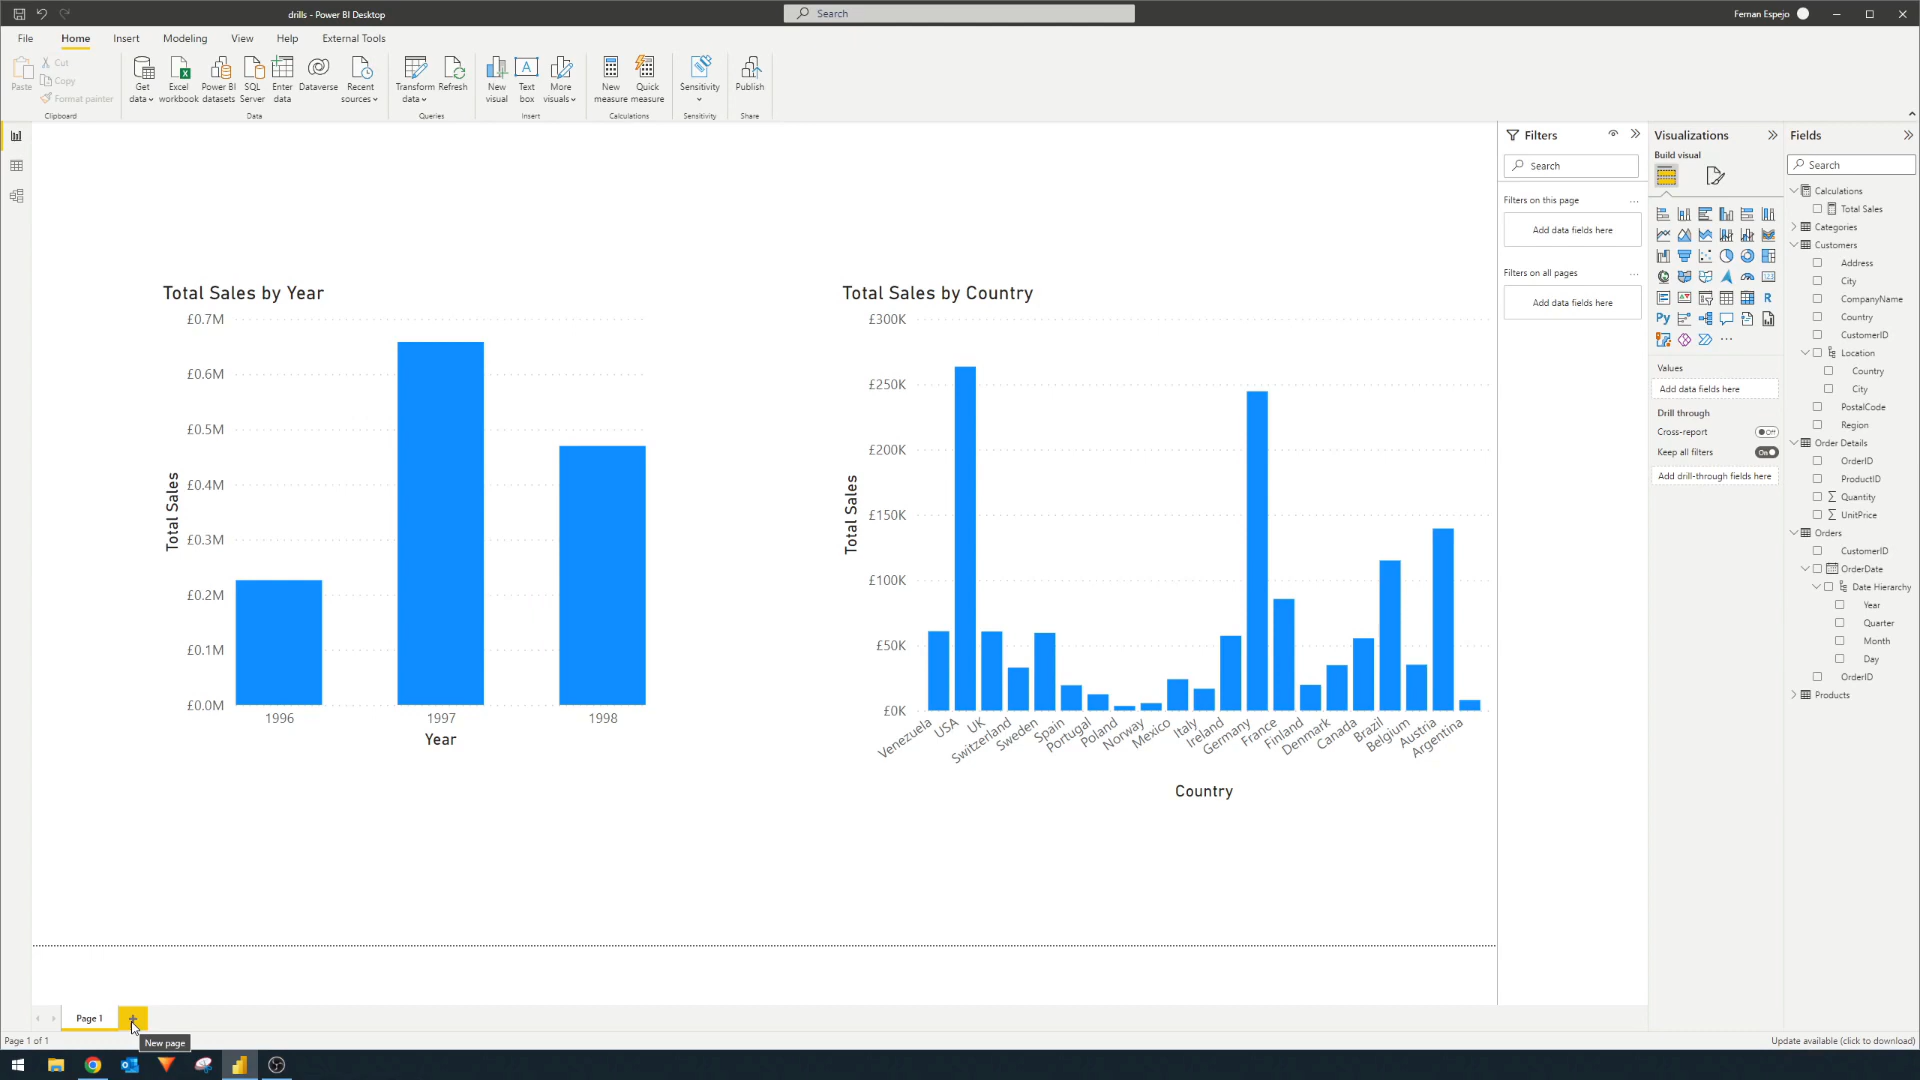 drills - Power BI Desktop
Search
Fernan Espejo
File
Home
Insert
Modeling
View
Help
External Tools
Paste
Cut
Copy
Format painter
Clipboard
Get data
Excel workbook
Power BI datasets
SQL Server
Enter data
Dataverse
Recent sources
Data
Transform data
Refresh
Queries
New visual
Text box
More visuals
Insert
New measure
Quick measure
Calculations
Sensitivity
Sensitivity
Publish
Share
Total Sales by Year
£0.7M
£0.6M
£0.5M
£0.4M
£0.3M
£0.2M
£0.1M
£0.0M
Total Sales
1996
1997
1998
Year
Total Sales by Country
£300K
£250K
£200K
£150K
£100K
£50K
£0K
Total Sales
Venezuela
USA
UK
Switzerland
Sweden
Spain
Portugal
Poland
Norway
Mexico
Italy
Ireland
Germany
France
Finland
Denmark
Canada
Brazil
Belgium
Austria
Argentina
Country
Filters
Search
Filters on this page
Add data fields here
Filters on all pages
Add data fields here
Visualizations
Build visual
123
R
Py
Values
Add data fields here
Drill through
Cross-report
Off
Keep all filters
On
Add drill-through fields here
Fields
Search
Calculations
Total Sales
Categories
Customers
Address
City
CompanyName
Country
CustomerID
Location
Country
City
PostalCode
Region
Order Details
OrderID
ProductID
Quantity
UnitPrice
Orders
CustomerID
OrderDate
Date Hierarchy
Year
Quarter
Month
Day
OrderID
Products
Page 1
New page
Page 1 of 1
Update available (click to download)